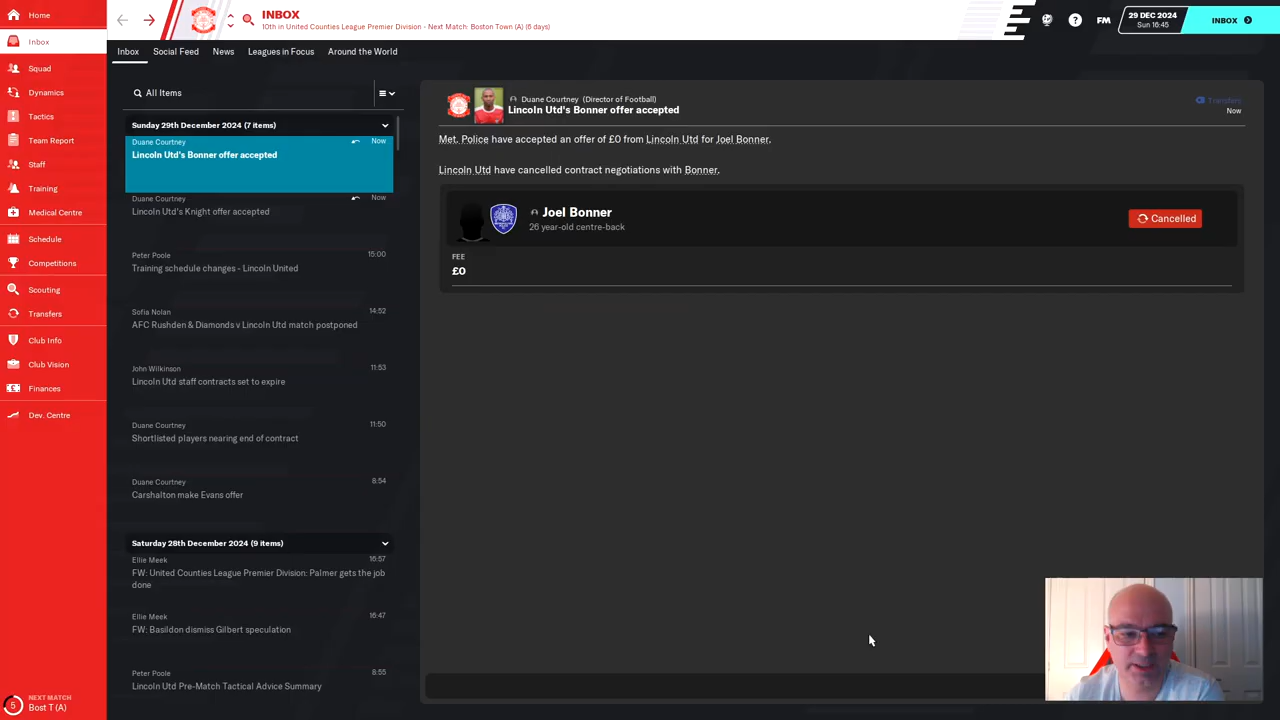 Home
Inbox
Squad
Dynamics
Tactics
Team Report
Staff
Training
Medical Centre
Schedule
Competitions
Scouting
Transfers
Club Info
Club Vision
Finances
Dev. Centre
5
NEXT MATCH
Bost T (A)
INBOX
10th in United Counties League Premier Division - Next Match: Boston Town (A) (6 days)
?
FM
29 DEC 2024
Sun 16:45
INBOX
Inbox
Social Feed
News
Leagues in Focus
Around the World
All Items
Sunday 29th December 2024 (7 items)
Duane Courtney
Now
Lincoln Utd's Bonner offer accepted
Duane Courtney
Now
Lincoln Utd's Knight offer accepted
Peter Poole
15:00
Training schedule changes - Lincoln United
Sofia Nolan
14:52
AFC Rushden & Diamonds v Lincoln Utd match postponed
John Wilkinson
11:53
Lincoln Utd staff contracts set to expire
Duane Courtney
11:50
Shortlisted players nearing end of contract
Duane Courtney
8:54
Carshalton make Evans offer
Saturday 28th December 2024 (9 items)
Ellie Meek
16:57
FW: United Counties League Premier Division: Palmer gets the job
done
Ellie Meek
16:47
FW: Basildon dismiss Gilbert speculation
Peter Poole
8:55
Lincoln Utd Pre-Match Tactical Advice Summary
Duane Courtney (Director of Football)
Lincoln Utd's Bonner offer accepted
Transfers
Now
Met. Police have accepted an offer of £0 from Lincoln Utd for Joel Bonner.
Lincoln Utd have cancelled contract negotiations with Bonner.
Joel Bonner
26 year-old centre-back
Cancelled
FEE
£0